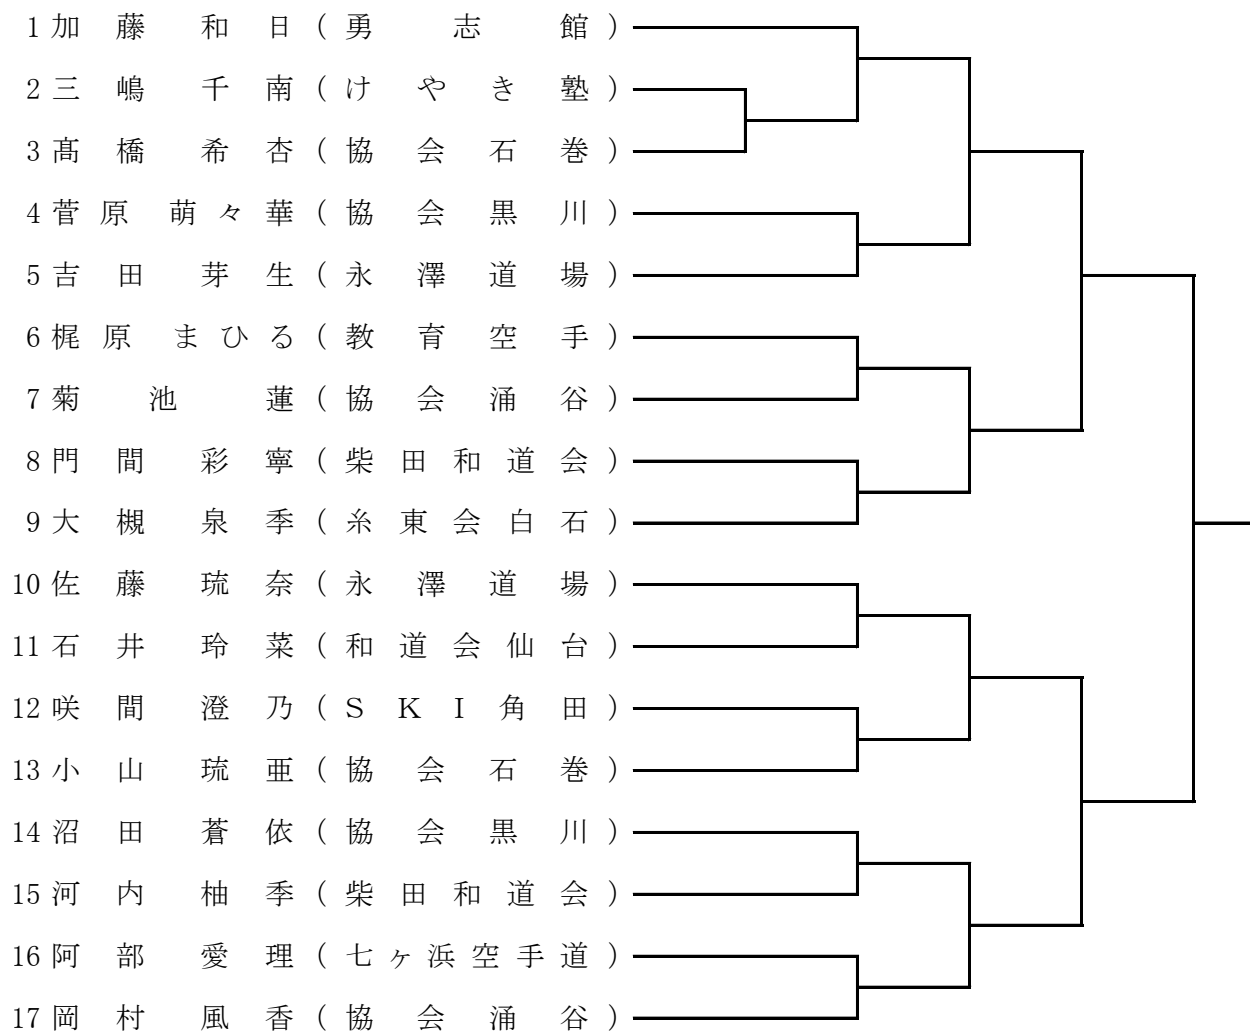 1 加藤和日（勇志館）
2 三嶋千南（けやき塾）
3 髙橋希杏（協会石巻）
4 菅原萌々華（協会黒川）
5 吉田芽生（永澤道場）
6 梶原まひる（教育空手）
7 菊池蓮（協会涌谷）
8 門間彩寧（柴田和道会）
9 大槻泉季（糸東会白石）
10 佐藤琉奈（永澤道場）
11 石井玲菜（和道会仙台）
12 咲間澄乃（ＳＫＩ角田）
13 小山琉亜（協会石巻）
14 沼田蒼依（協会黒川）
15 河内柚季（柴田和道会）
16 阿部愛理（七ヶ浜空手道）
17 岡村風香（協会涌谷）